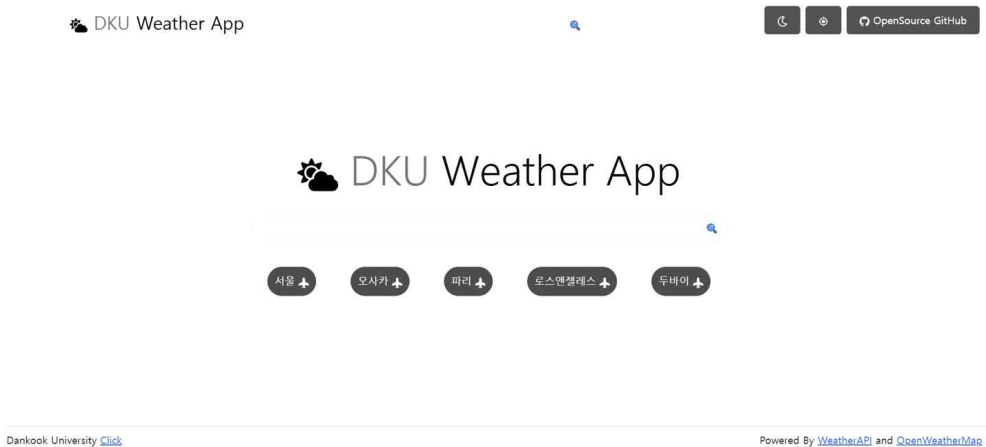 DKU Weather App
OpenSource GitHub
DKU Weather App
서울
오사카
파리
로스앤젤레스
두바이
Dankook University Click
Powered By WeatherAPI and OpenWeatherMap